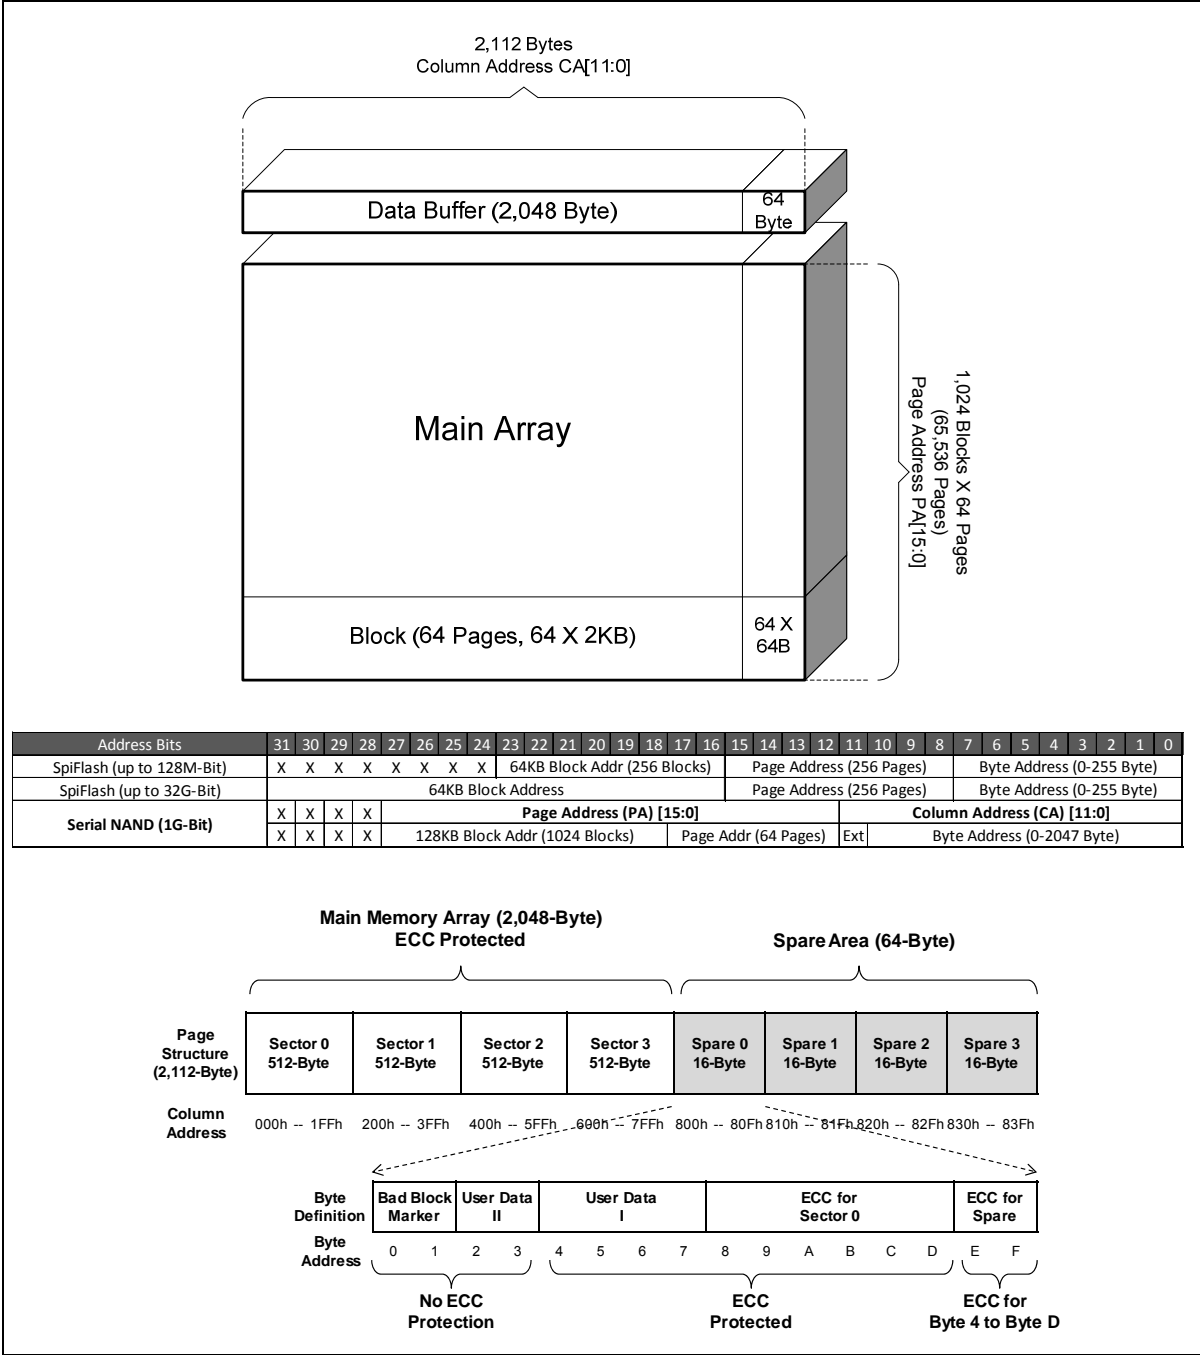 2,112 Bytes
Column Address CA[11:0]
Data Buffer (2,048 Byte)
64
Byte
Main Array
1,024 Blocks X 64 Pages
(65,536 Pages)
Page Address PA[15:0]
Block (64 Pages, 64 X 2KB)
64 X
64B
Address Bits 31 30 29 28 27 26 25 24 23 22 21 20 19 18 17 16 15 14 13 12 11 10 9 8 7 6 5 4 3 2 1 0
SpiFlash (up to 128M-Bit) X X X X X X X X 64KB Block Addr (256 Blocks) Page Address (256 Pages) Byte Address (0-255 Byte)
SpiFlash (up to 32G-Bit) 64KB Block Address Page Address (256 Pages) Byte Address (0-255 Byte)
Serial NAND (1G-Bit) X X X X Page Address (PA) [15:0] Column Address (CA) [11:0]
X X X X 128KB Block Addr (1024 Blocks) Page Addr (64 Pages) Ext Byte Address (0-2047 Byte)
Main Memory Array (2,048-Byte)
ECC Protected
Spare Area (64-Byte)
Page
Structure
(2,112-Byte)
Sector 0
512-Byte
Sector 1
512-Byte
Sector 2
512-Byte
Sector 3
512-Byte
Spare 0
16-Byte
Spare 1
16-Byte
Spare 2
16-Byte
Spare 3
16-Byte
Column
Address
000h -- 1FFh 200h -- 3FFh 400h -- 5FFh 600h -- 7FFh 800h -- 80Fh 810h -- 81Fh 820h -- 82Fh 830h -- 83Fh
Byte
Definition
Bad Block
Marker
User Data
II
User Data
I
ECC for
Sector 0
ECC for
Spare
Byte
Address
0 1 2 3 4 5 6 7 8 9 A B C D E F
No ECC
Protection
ECC
Protected
ECC for
Byte 4 to Byte D